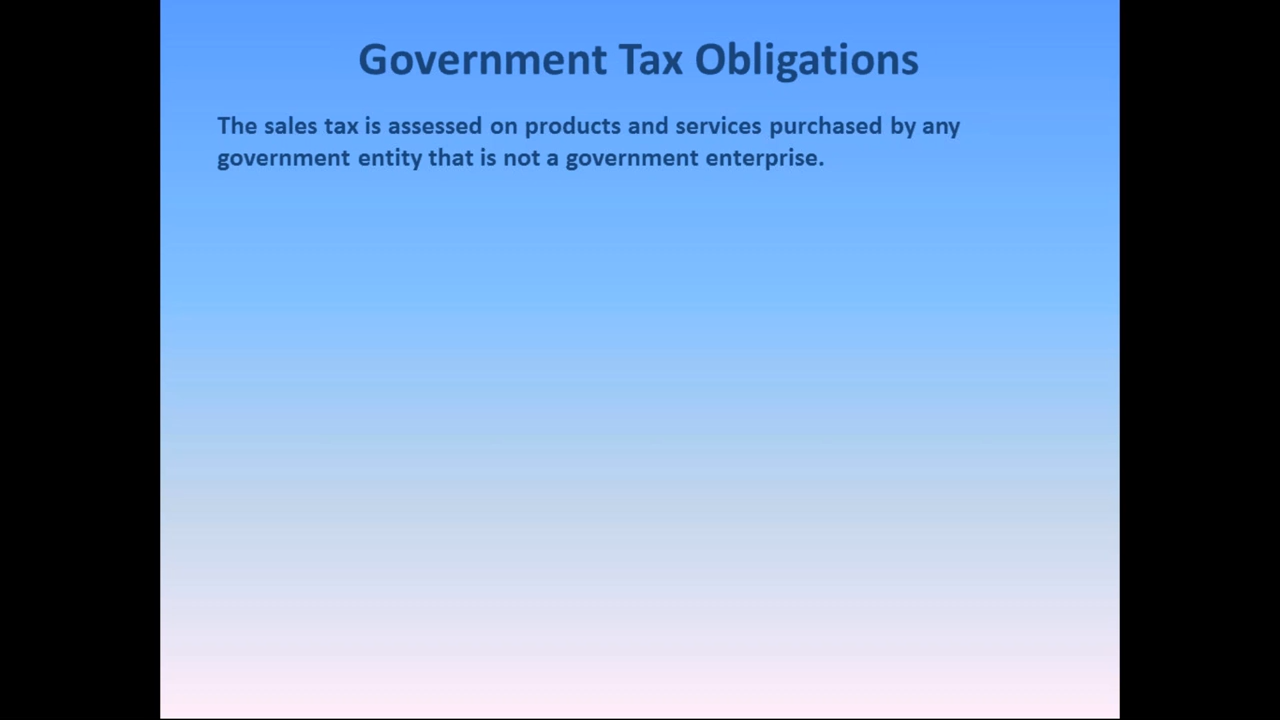 Government Tax Obligations
The sales tax is assessed on products and services purchased by any
government entity that is not a government enterprise.